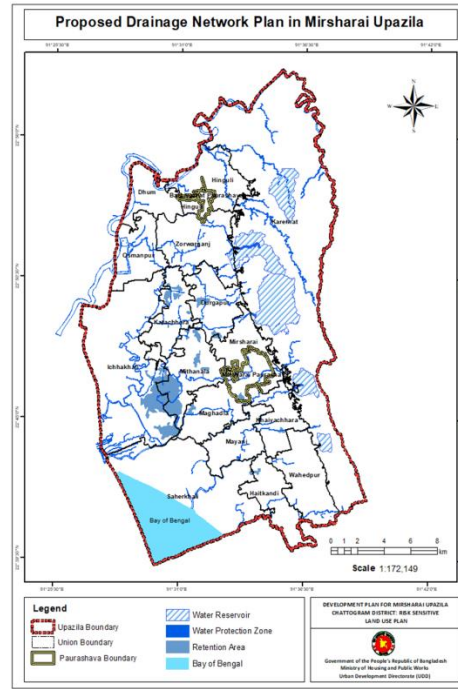 Proposed Drainage Network Plan in Mirsharai Upazila
N
W
E
S
Hinguli
Dhum
Hinguli
Karerhat
Zorwarganj
Osmanpur
Durgapur
Katachhara
Mirsharai
Ichhakhali
Mithanala
Maghadia
Khaiyachhara
Mayani
Wahedpur
Saherkhali
Haitkandi
Bay of Bengal
0 1 2 4 6 8
km
Scale 1:172,149
Legend
Upazila Boundary
Union Boundary
Paurashava Boundary
Water Reservoir
Water Protection Zone
Retention Area
Bay of Bengal
DEVELOPMENT PLAN FOR MIRSHARAI UPAZILA
CHATTOGRAM DISTRICT: RISK SENSITIVE
LAND USE PLAN
Government of the People's Republic of Bangladesh
Ministry of Housing and Public Works
Urban Development Directorate (UDD)